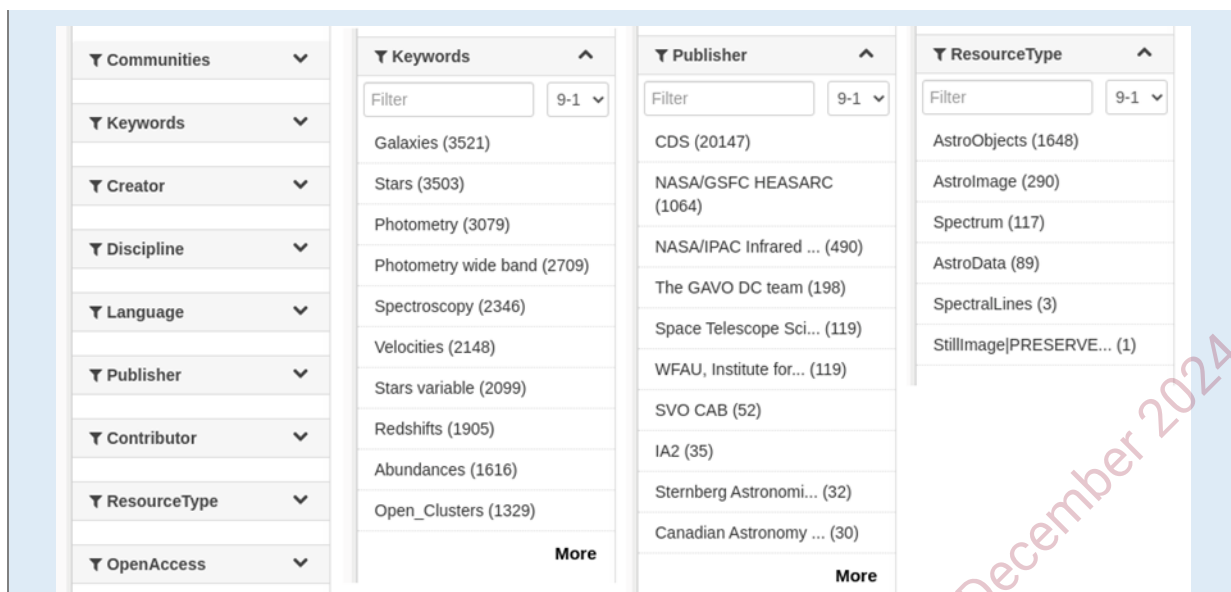 Communities
Keywords
Creator
Discipline
Language
Publisher
Contributor
ResourceType
OpenAccess
Keywords
Filter 9-1
Galaxies (3521)
Stars (3503)
Photometry (3079)
Photometry wide band (2709)
Spectroscopy (2346)
Velocities (2148)
Stars variable (2099)
Redshifts (1905)
Abundances (1616)
Open_Clusters (1329)
More
Publisher
Filter 9-1
CDS (20147)
NASA/GSFC HEASARC
(1064)
NASA/IPAC Infrared ... (490)
The GAVO DC team (198)
Space Telescope Sci... (119)
WFAU, Institute for... (119)
SVO CAB (52)
IA2 (35)
Sternberg Astronomi... (32)
Canadian Astronomy ... (30)
More
ResourceType
Filter 9-1
AstroObjects (1648)
AstroImage (290)
Spectrum (117)
AstroData (89)
SpectralLines (3)
StillImage|PRESERVE... (1)
December 2024